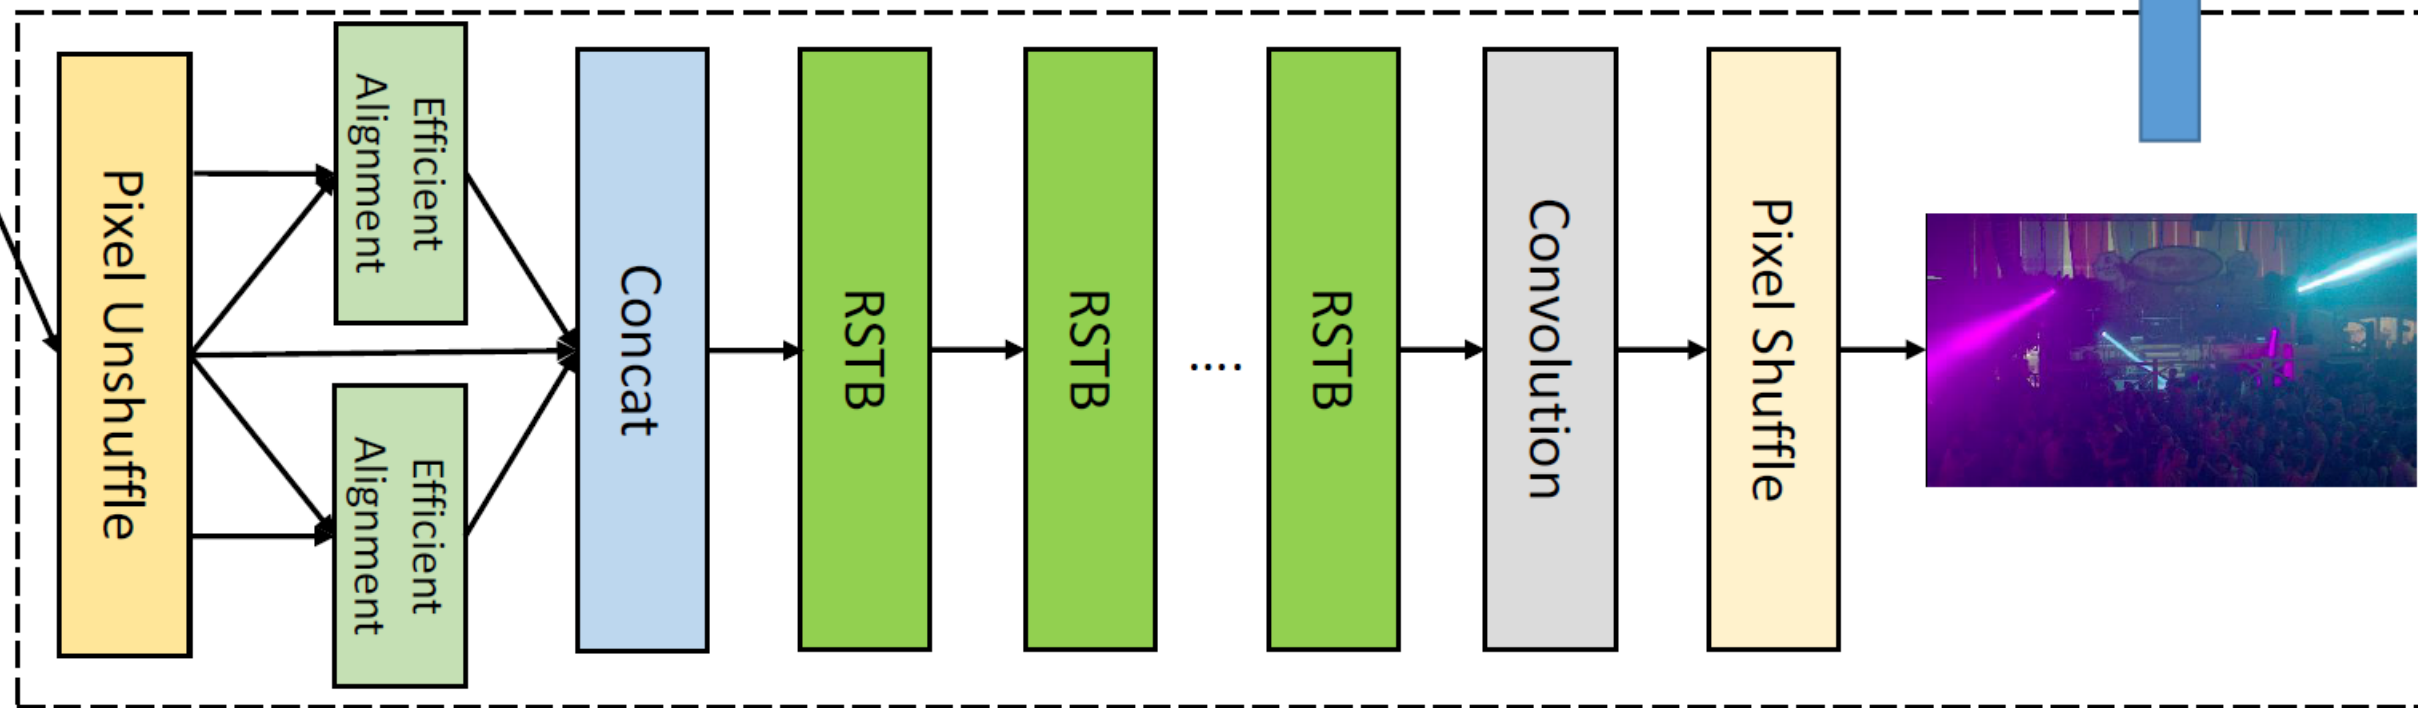 Pixel Unshuffle
Efficient
Alignment
Efficient
Alignment
Concat
RSTB
RSTB
....
RSTB
Convolution
Pixel Shuffle